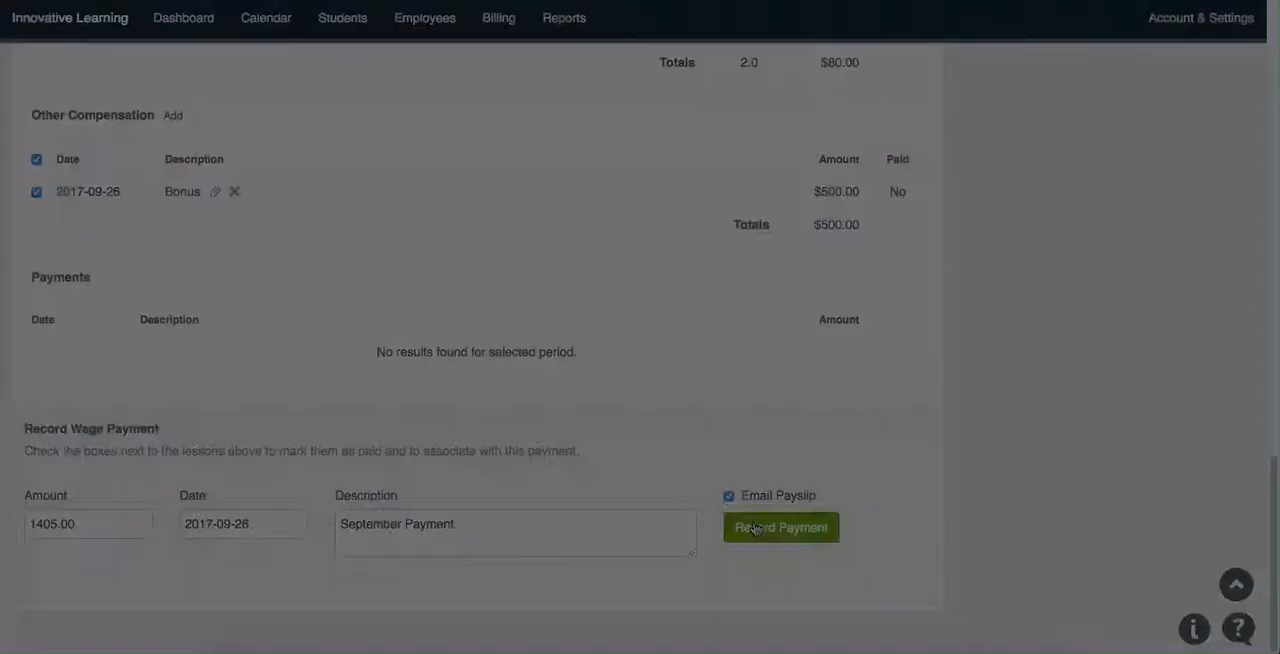 Innovative Learning Dashboard Calendar Students Employees Billing Reports Account & Settings
Totals 2.0 $80.00
Other Compensation Add
Date Description Amount Paid
2017-09-26 Bonus $500.00 No
Totals $500.00
Payments
Date Description Amount
No results found for selected period.
Record Wage Payment
Check the boxes next to the lessons above to mark them as paid and to associate with this payment.
Amount Date Description Email Payslip
1405.00 2017-09-26 September Payment Record Payment